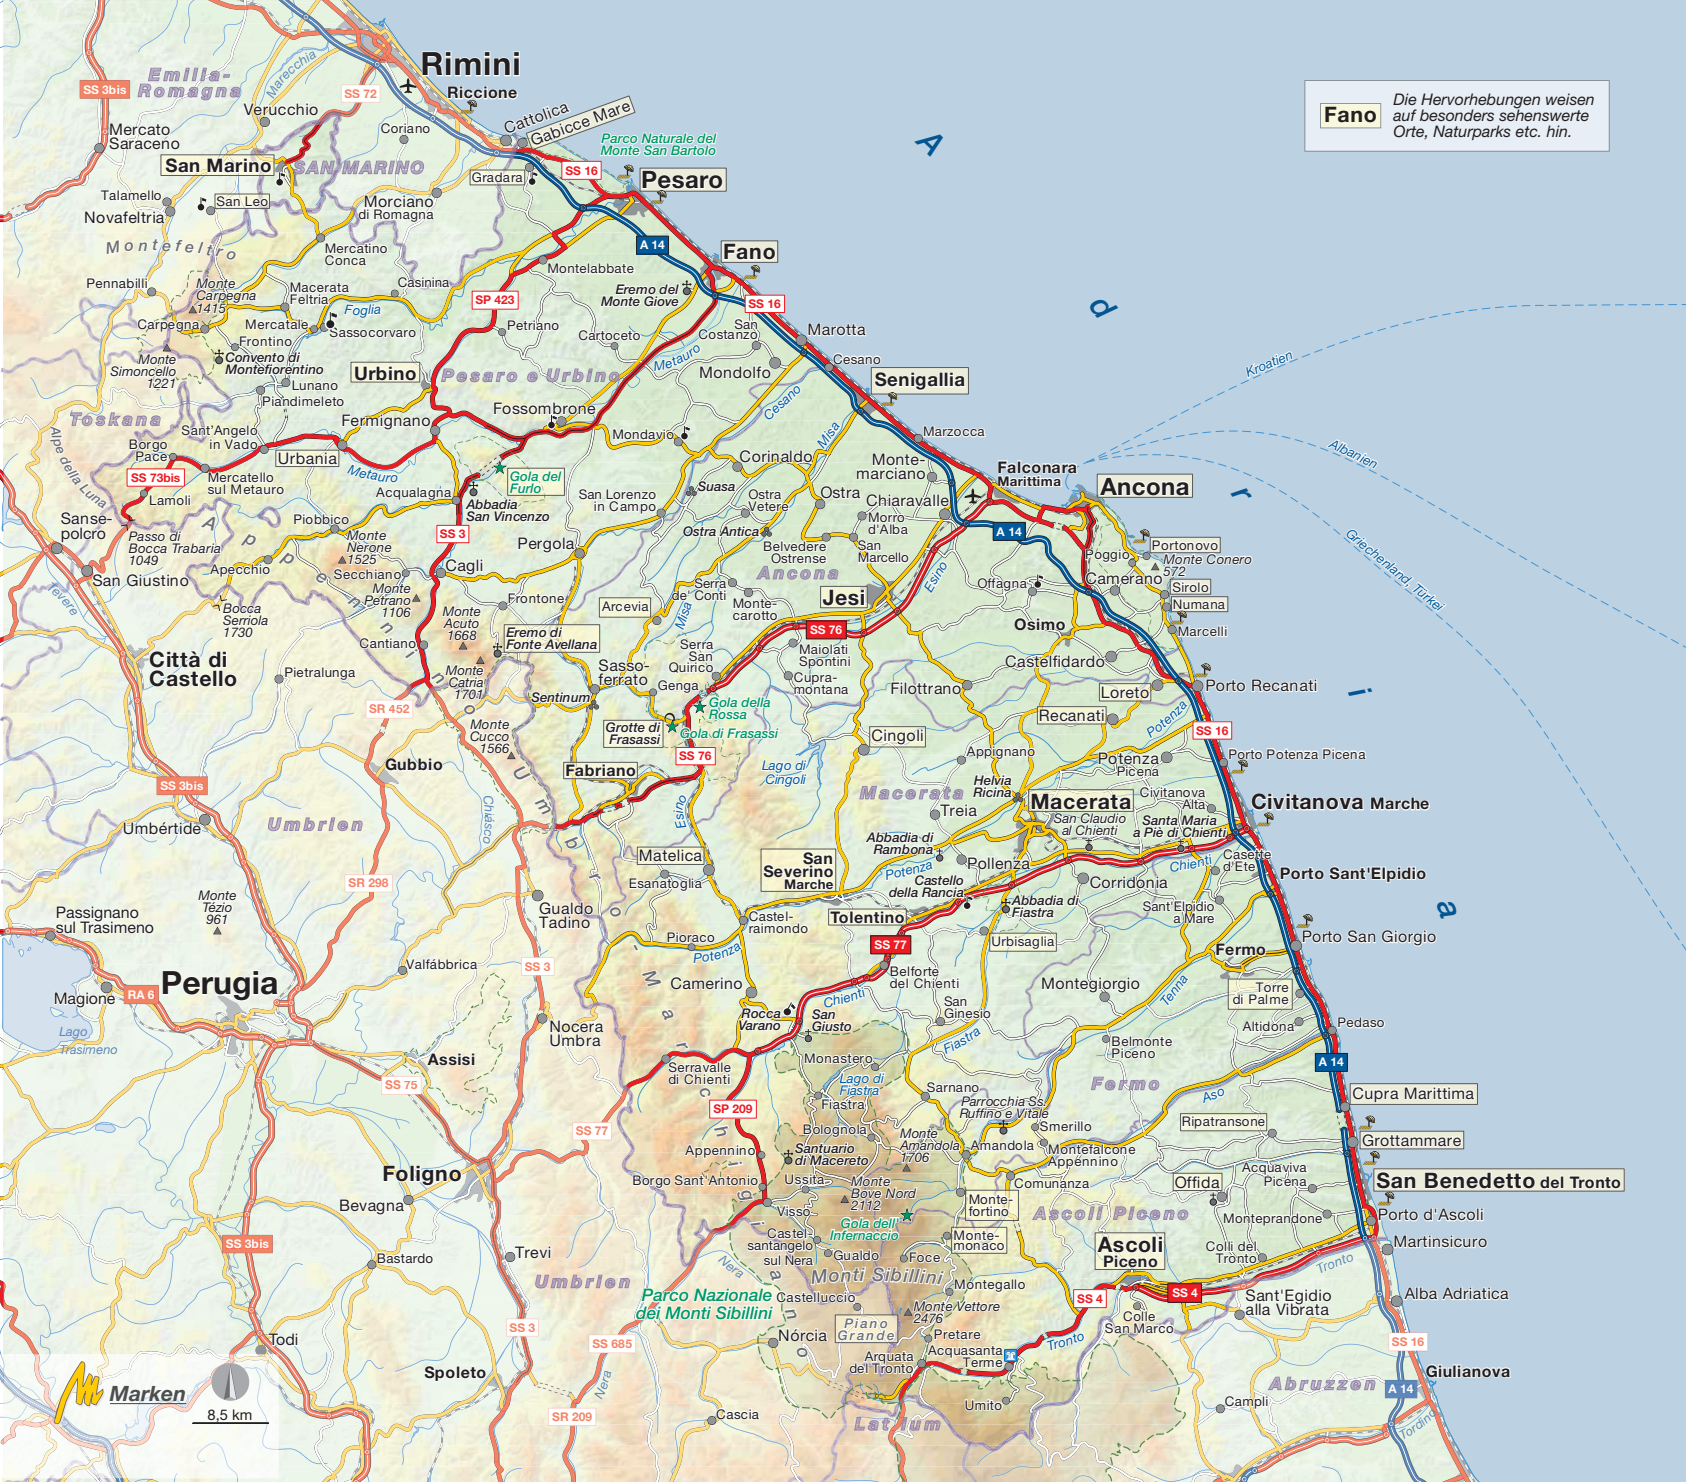 Rimini
Riccione
Emilia-
Romagna
Marecchia
SS 72
SS 3bis
Verucchio
Mercato
Saraceno
Coriano
Cattolica
Gabicce Mare
Parco Naturale del
Monte San Bartolo
Fano
Die Hervorhebungen weisen
auf besonders sehenswerte
Orte, Naturparks etc. hin.
A
d
r
i
a
San Marino
SAN MARINO
Gradara
SS 16
Pesaro
Talamello
San Leo
Novafeltria
Morciano
di Romagna
Montefeltro
Mercatino
Conca
A 14
Fano
Montelabbate
Pennabilli
Monte
Carpegna
1415
Macerata
Feltria
Casinina
Eremo del
Monte Giove
SP 423
SS 16
Foglia
Carpegna
Mercatale
Sassocorvaro
Petriano
Cartoceto
San
Costanzo
Marotta
Frontino
Monte
Simoncello
1221
Convento di
Montefiorentino
Metauro
Cesano
Mondolfo
Kroatien
Lunano
Piandimeleto
Urbino
Pesaro e Urbino
Senigallia
Toskana
Fermignano
Fossombrone
Cesano
Misa
Sant'Angelo
in Vado
Urbania
Mondavio
Marzocca
Borgo
Pace
Alpe della Luna
SS 73bis
Mercatello
sul Metauro
Metauro
Gola del
Furlo
Corinaldo
Monte-
marciano
Falconara
Marittima
Albanien
Lamoli
Acqualagna
Abbadia
San Vincenzo
San Lorenzo
in Campo
Suasa
Ostra
Vetere
Ostra
Chiaravalle
Ancona
Sanse-
polcro
Passo di
Bocca Trabaria
1049
Piobbico
SS 3
Ostra Antica
Morro
d'Alba
A 14
Griechenland, Türkei
Monte
Nerone
1525
Pergola
Belvedere
Ostrense
San
Marcello
Poggio
Portonovo
Monte Conero
572
San Giustino
Apecchio
Secchiano
Cagli
Ancona
Serra
de' Conti
Esino
Offagna
Camerano
Sirolo
Numana
Tevere
Appennino
Monte
Petrano
1106
Frontone
Arcevia
Misa
Monte-
carotto
Jesi
Bocca
Serriola
1730
Monte
Acuto
1668
Osimo
Marcelli
Cantiano
Eremo di
Fonte Avellana
Serra
San
Quirico
SS 76
Maiolati
Spontini
Castelfidardo
Città di
Castello
Pietralunga
Monte
Catria
1701
Sasso-
ferrato
Sentinum
Genga
Cupra-
montana
Filottrano
Loreto
Porto Recanati
SR 452
Gola della
Rossa
Grotte di
Frasassi
Gola di Frasassi
Recanati
Potenza
SS 16
Monte
Cucco
1566
Cingoli
SS 76
Appignano
Porto Potenza Picena
Gubbio
Fabriano
Lago di
Cingoli
Potenza
Picena
SS 3bis
Umbro
Helvia
Ricina
Civitanova
Alta
Macerata
Macerata
Civitanova Marche
Umbértide
Umbrien
Chiáscio
Esino
Treia
San Claudio
al Chienti
Santa Maria
a Piè di Chienti
Matelica
Abbadia di
Rambona
San
Severino
Marche
Potenza
Pollenza
Chienti
Casette
d'Ete
Porto Sant'Elpidio
Esanatoglia
SR 298
Castello
della Rancia
Corridonia
Monte
Tézio
961
Gualdo
Tadino
Passignano
sul Trasimeno
Castel-
raimondo
Tolentino
Abbadia di
Fiastra
Sant'Elpidio
a Mare
Pioraco
Potenza
SS 77
Urbisaglia
Porto San Giorgio
Valfábbrica
SS 3
Marchigiano
Belforte
del Chienti
Fermo
Perugia
Magione
RA 6
Camerino
Chienti
Montegiorgio
Tenna
Torre
di Palme
San
Ginesio
Lago
Trasimeno
Nocera
Umbra
Rocca
Varano
San
Giusto
Fiastra
Altidona
Pedaso
Belmonte
Piceno
Assisi
Serravalle
di Chienti
Monastero
A 14
SS 75
Lago di
Fiastra
Sarnano
Fermo
Aso
Cupra Marittima
SP 209
Fiastra
Parrocchia Ss.
Ruffino e Vitale
SS 77
Bolognola
Smerillo
Ripatransone
Grottammare
Monte
Amandola
1706
Amandola
Montefalcone
Appennino
Appennino
Santuario
di Macereto
Foligno
Borgo Sant'Antonio
Ussita
Monte
Bove Nord
2112
Comunanza
Acquaviva
Picena
Offida
San Benedetto del Tronto
Bevagna
Visso
Monte-
fortino
Ascoli Piceno
Monteprandone
Porto d'Ascoli
Gola dell'
Infernaccio
SS 3bis
Bastardo
Trevi
Castel-
santangelo
sul Nera
Gualdo
Foce
Monte-
monaco
Ascoli
Piceno
Colli del
Tronto
Martinsicuro
Nera
Umbrien
Monti Sibillini
Montegallo
Tronto
Parco Nazionale
dei Monti Sibillini
Castelluccio
Monte Vettore
2476
SS 4
SS 4
Sant'Egidio
alla Vibrata
Alba Adriatica
Colle
San Marco
Todi
SS 3
SS 685
Nórcia
Piano
Grande
Pretare
Acquasanta
Terme
Tronto
SS 16
Spoleto
Arquata
del Tronto
Giulianova
Marken
8,5 km
Nera
SR 209
Cascia
Umito
Latium
Abruzzen
A 14
Campli
Tordino